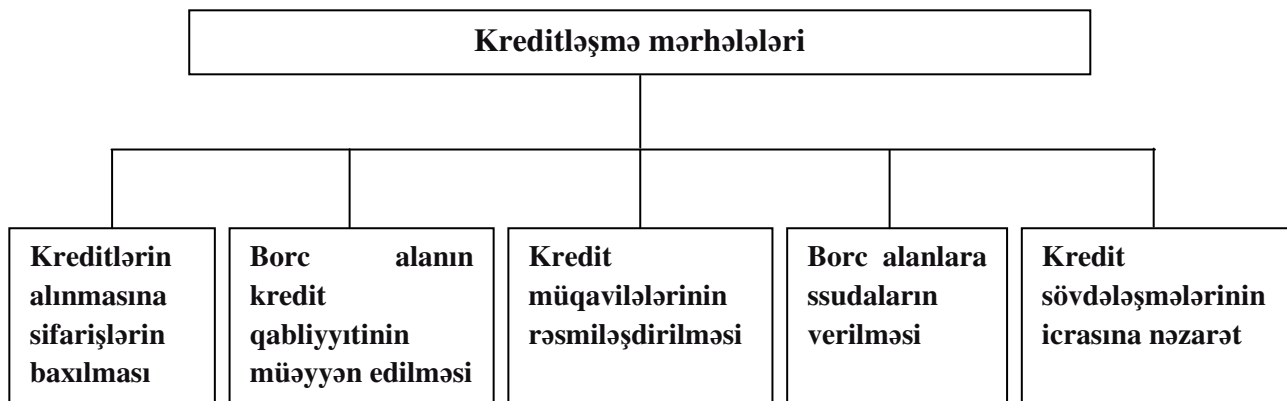 Kreditləşmə mərhələləri
Kreditlərin
alınmasına
sifarişlərin
baxılması
Borc alanın
kredit
qabliyyıtinin
müəyyən edilməsi
Kredit
müqavilələrinin
rəsmiləşdirilməsi
Borc alanlara
ssudaların
verilməsi
Kredit
sövdələşmələrinin
icrasına nəzarət